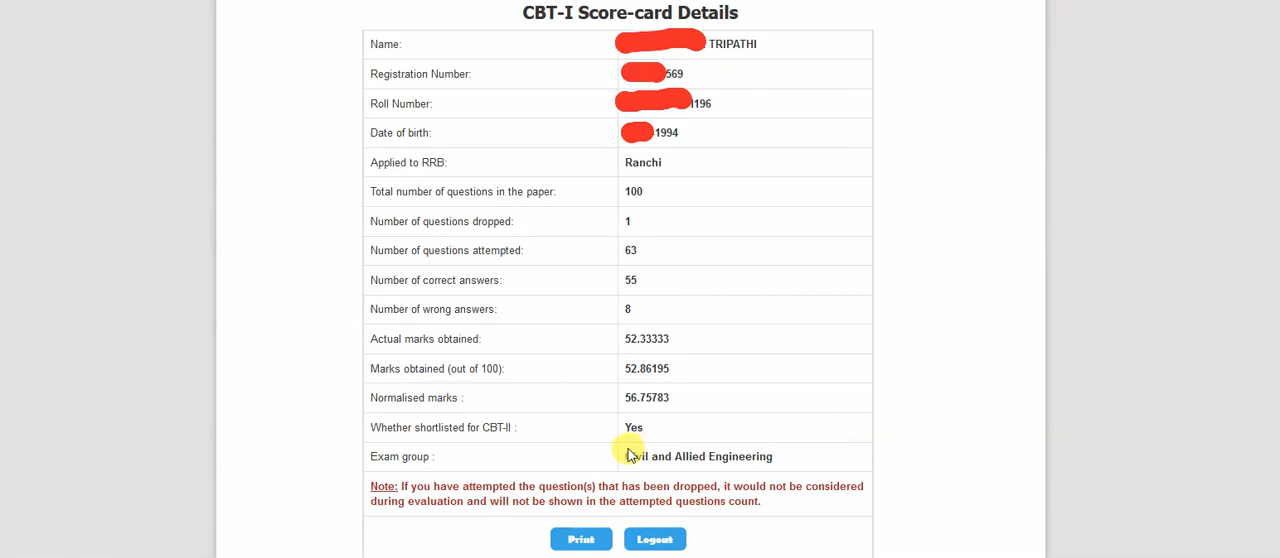 CBT-I Score-card Details
Name: TRIPATHI
Registration Number: 569
Roll Number: 1196
Date of birth: 1994
Applied to RRB: Ranchi
Total number of questions in the paper: 100
Number of questions dropped: 1
Number of questions attempted: 63
Number of correct answers: 55
Number of wrong answers: 8
Actual marks obtained: 52.33333
Marks obtained (out of 100): 52.86195
Normalised marks : 56.75783
Whether shortlisted for CBT-II : Yes
Exam group : Civil and Allied Engineering
Note: If you have attempted the question(s) that has been dropped, it would not be considered
during evaluation and will not be shown in the attempted questions count.
Print Logout